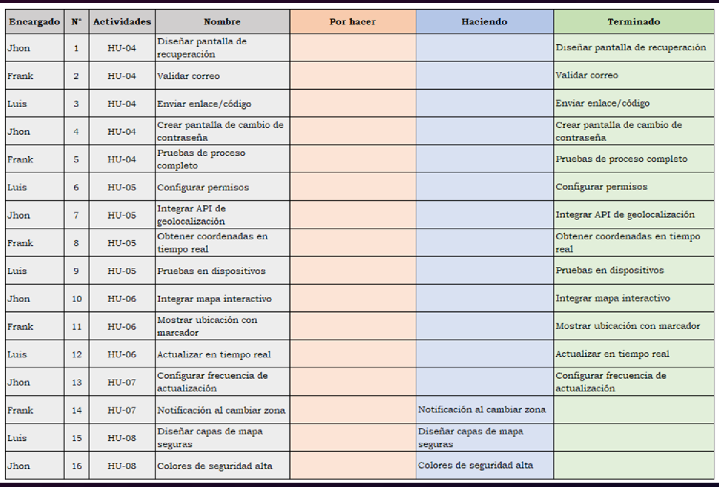 Encargado N° Actividades Nombre Por hacer Haciendo Terminado
Jhon 1 HU-04 Diseñar pantalla de recuperación Diseñar pantalla de recuperación
Frank 2 HU-04 Validar correo Validar correo
Luis 3 HU-04 Enviar enlace/código Enviar enlace/código
Jhon 4 HU-04 Crear pantalla de cambio de contraseña Crear pantalla de cambio de contraseña
Frank 5 HU-04 Pruebas de proceso completo Pruebas de proceso completo
Luis 6 HU-05 Configurar permisos Configurar permisos
Jhon 7 HU-05 Integrar API de geolocalización Integrar API de geolocalización
Frank 8 HU-05 Obtener coordenadas en tiempo real Obtener coordenadas en tiempo real
Luis 9 HU-05 Pruebas en dispositivos Pruebas en dispositivos
Jhon 10 HU-06 Integrar mapa interactivo Integrar mapa interactivo
Frank 11 HU-06 Mostrar ubicación con marcador Mostrar ubicación con marcador
Luis 12 HU-06 Actualizar en tiempo real Actualizar en tiempo real
Jhon 13 HU-07 Configurar frecuencia de actualización Configurar frecuencia de actualización
Frank 14 HU-07 Notificación al cambiar zona Notificación al cambiar zona
Luis 15 HU-08 Diseñar capas de mapa seguras Diseñar capas de mapa seguras
Jhon 16 HU-08 Colores de seguridad alta Colores de seguridad alta